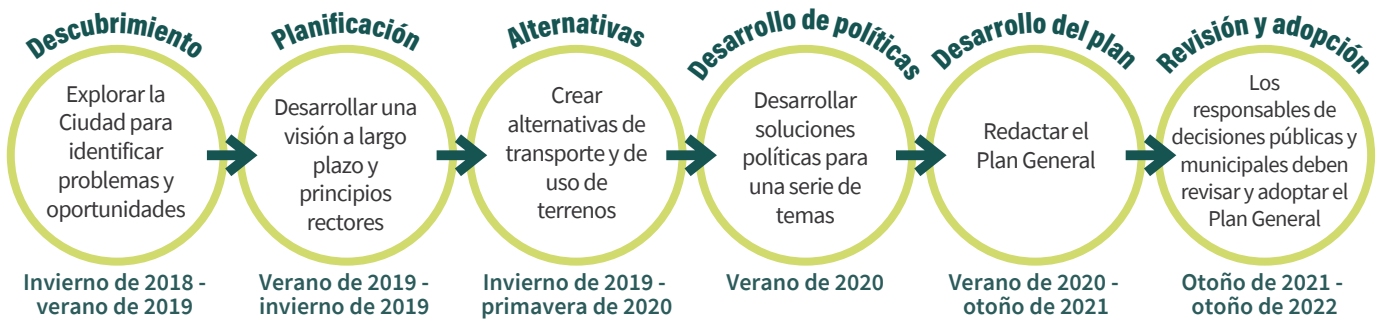 Descubrimiento
Explorar la
Ciudad para
identificar
problemas y
oportunidades
Invierno de 2018 -
verano de 2019
Planificación
Desarrollar una
visión a largo
plazo y
principios
rectores
Verano de 2019 -
invierno de 2019
Alternativas
Crear
alternativas de
transporte y de
uso de
terrenos
Invierno de 2019 -
primavera de 2020
Desarrollo de políticas
Desarrollar
soluciones
políticas para
una serie de
temas
Verano de 2020
Desarrollo del plan
Redactar el
Plan General
Verano de 2020 -
otoño de 2021
Revisión y adopción
Los
responsables de
decisiones públicas y
municipales deben
revisar y adoptar el
Plan General
Otoño de 2021 -
otoño de 2022